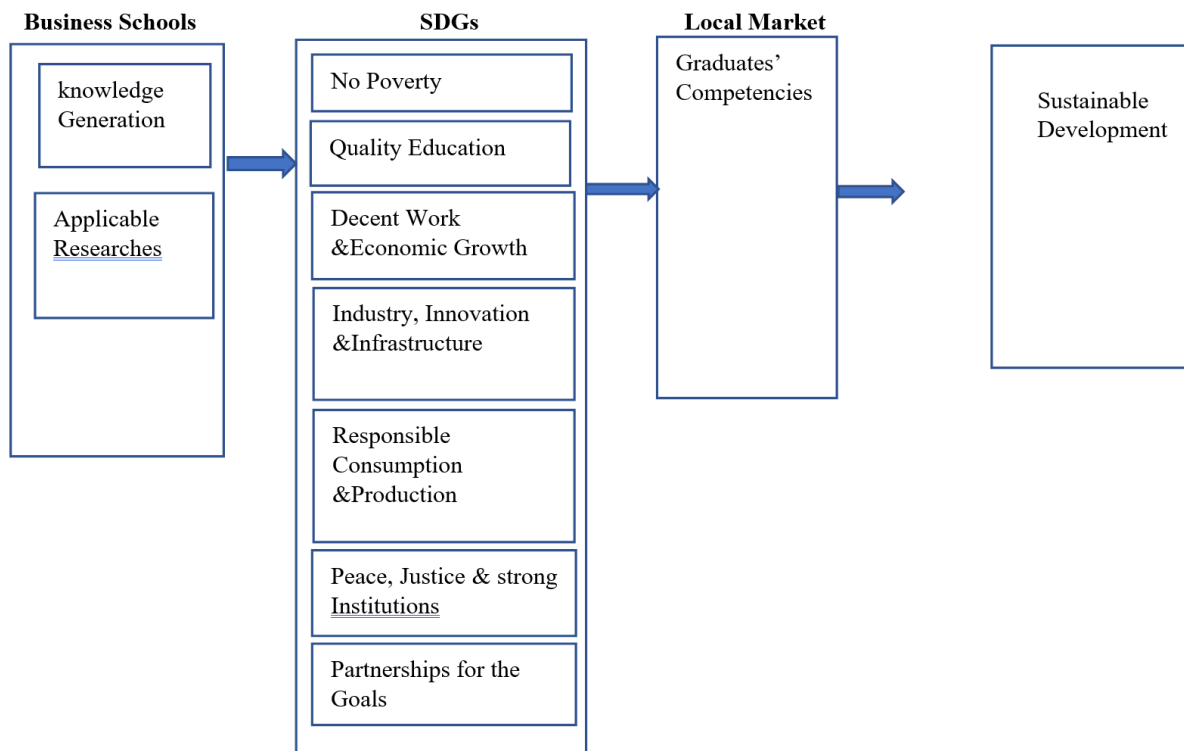 Business Schools
knowledge
Generation
Applicable
Researches
SDGs
No Poverty
Quality Education
Decent Work
&Economic Growth
Industry, Innovation
&Infrastructure
Responsible
Consumption
&Production
Peace, Justice & strong
Institutions
Partnerships for the
Goals
Local Market
Graduates’
Competencies
Sustainable
Development